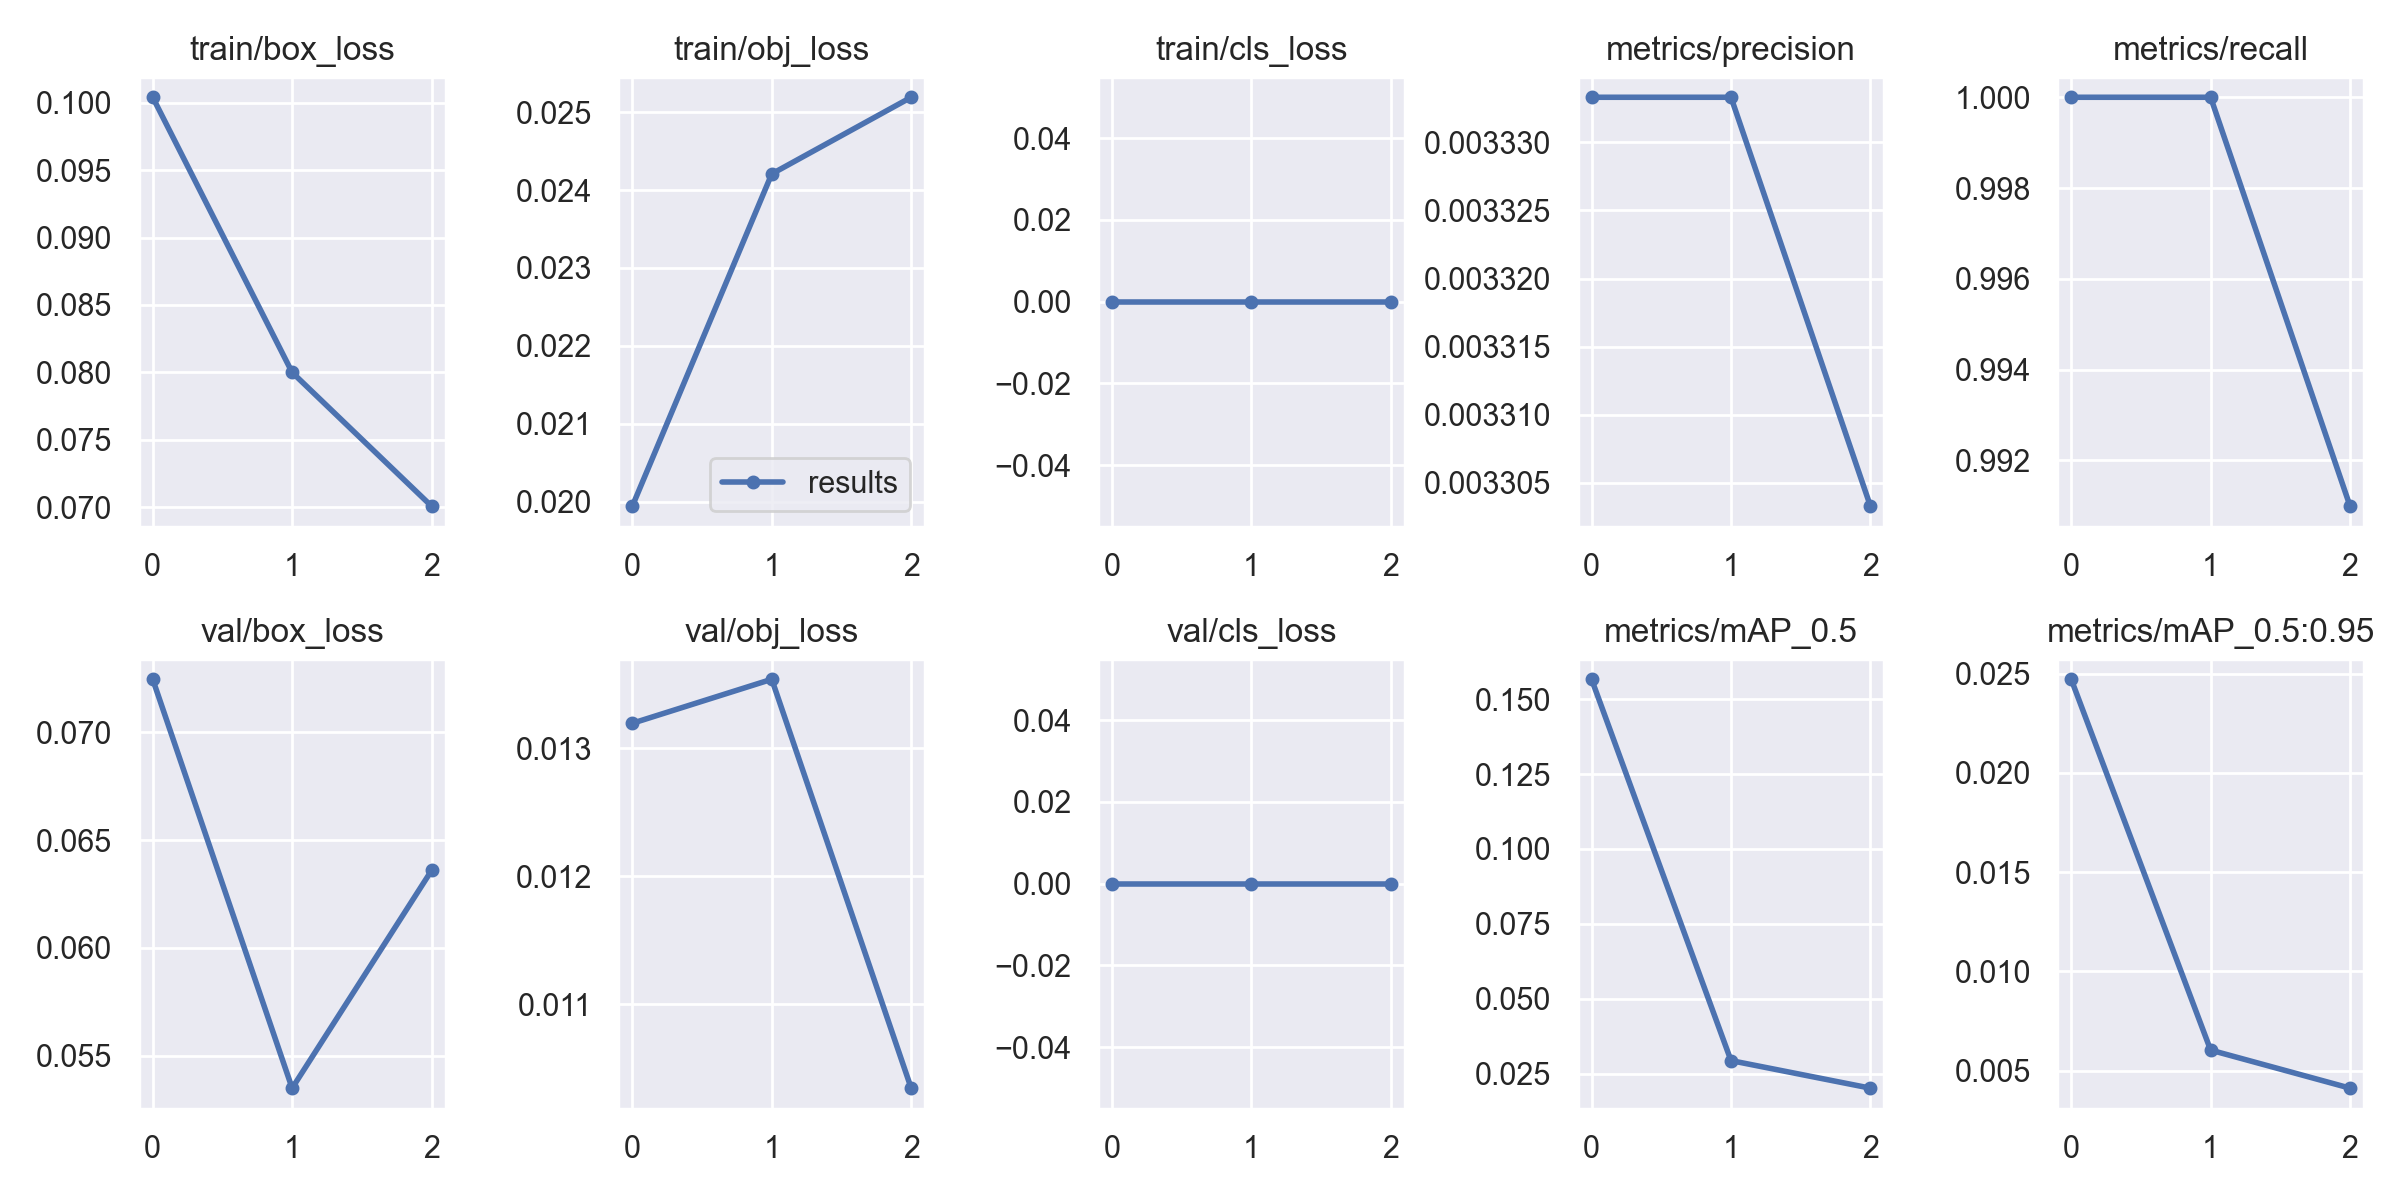 train/box_loss
0.100
0.095
0.090
0.085
0.080
0.075
0.070
0 1 2
train/obj_loss
0.025
0.024
0.023
0.022
0.021
0.020
results
0 1 2
train/cls_loss
0.04
0.02
0.00
−0.02
−0.04
0 1 2
metrics/precision
0.003330
0.003325
0.003320
0.003315
0.003310
0.003305
0 1 2
metrics/recall
1.000
0.998
0.996
0.994
0.992
0 1 2
val/box_loss
0.070
0.065
0.060
0.055
0 1 2
val/obj_loss
0.013
0.012
0.011
0 1 2
val/cls_loss
0.04
0.02
0.00
−0.02
−0.04
0 1 2
metrics/mAP_0.5
0.150
0.125
0.100
0.075
0.050
0.025
0 1 2
metrics/mAP_0.5:0.95
0.025
0.020
0.015
0.010
0.005
0 1 2